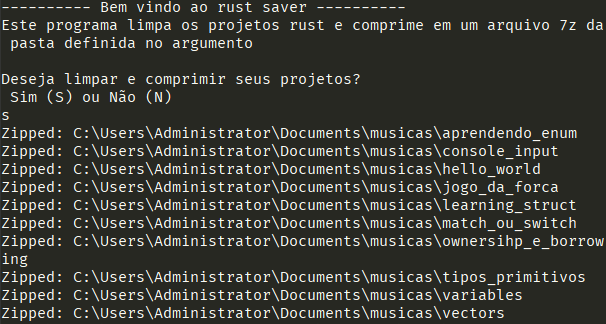 ---------- Bem vindo ao rust saver ----------
Este programa limpa os projetos rust e comprime em um arquivo 7z da
 pasta definida no argumento
Deseja limpar e comprimir seus projetos?
 Sim (S) ou Não (N)
s
Zipped: C:\Users\Administrator\Documents\musicas\aprendendo_enum
Zipped: C:\Users\Administrator\Documents\musicas\console_input
Zipped: C:\Users\Administrator\Documents\musicas\hello_world
Zipped: C:\Users\Administrator\Documents\musicas\jogo_da_forca
Zipped: C:\Users\Administrator\Documents\musicas\learning_struct
Zipped: C:\Users\Administrator\Documents\musicas\match_ou_switch
Zipped: C:\Users\Administrator\Documents\musicas\ownersihp_e_borrow
ing
Zipped: C:\Users\Administrator\Documents\musicas\tipos_primitivos
Zipped: C:\Users\Administrator\Documents\musicas\variables
Zipped: C:\Users\Administrator\Documents\musicas\vectors